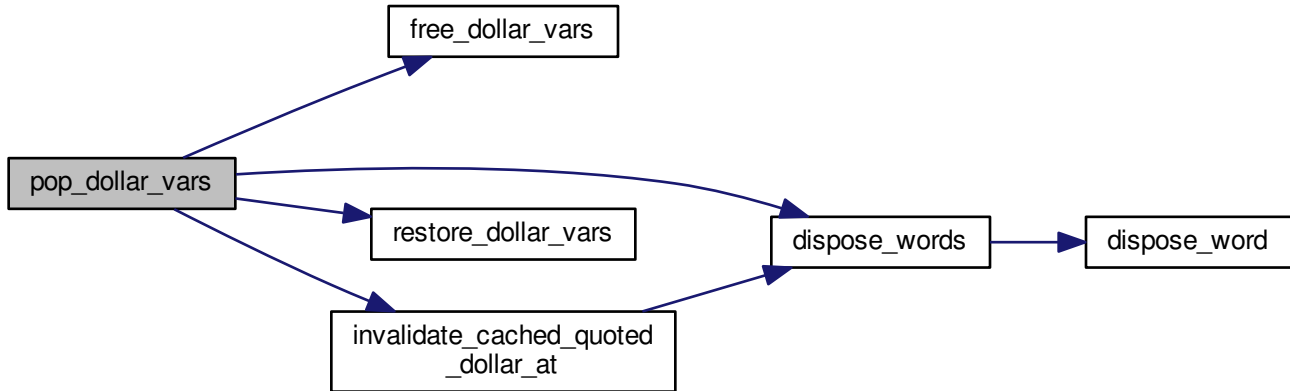 free_dollar_vars
pop_dollar_vars
restore_dollar_vars
dispose_words
dispose_word
invalidate_cached_quoted
_dollar_at